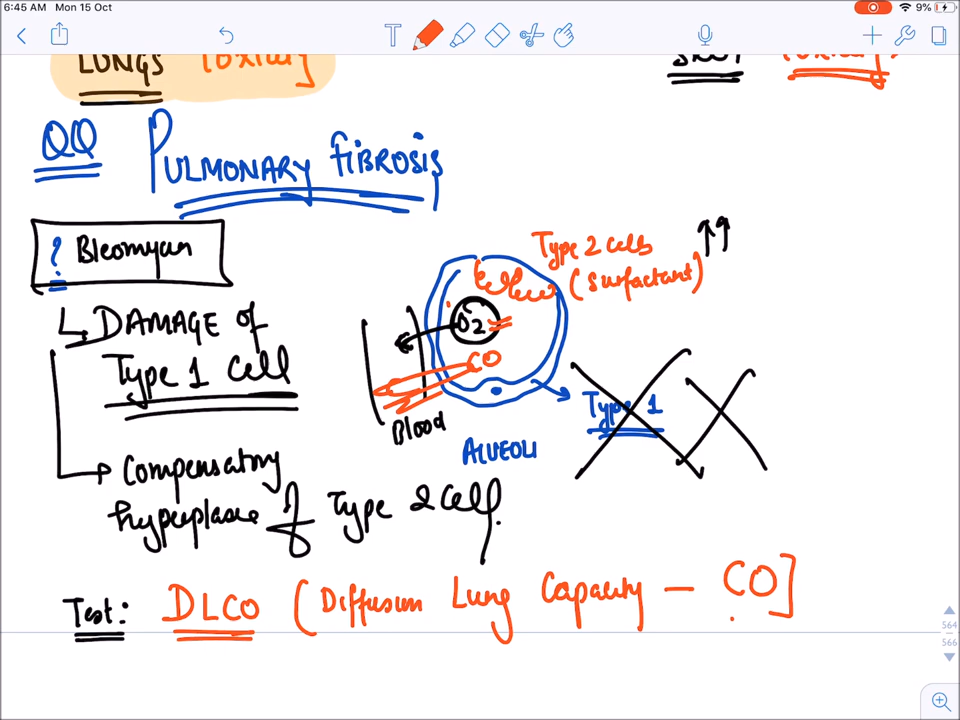 6:45 AM Mon 15 Oct
9%
LUNGS
QQ PULMONARY FIBROSIS
? Bleomycin
DAMAGE of
Type 1 Cell
Compensatory
hyperplasia of Type 2 Cell.
Type 2 cells
(surfactant) ↑↑
O2
CO
Blood
Type 1
ALVEOLI
Test: DLCO (Diffusion Lung Capacity – CO]
564
646